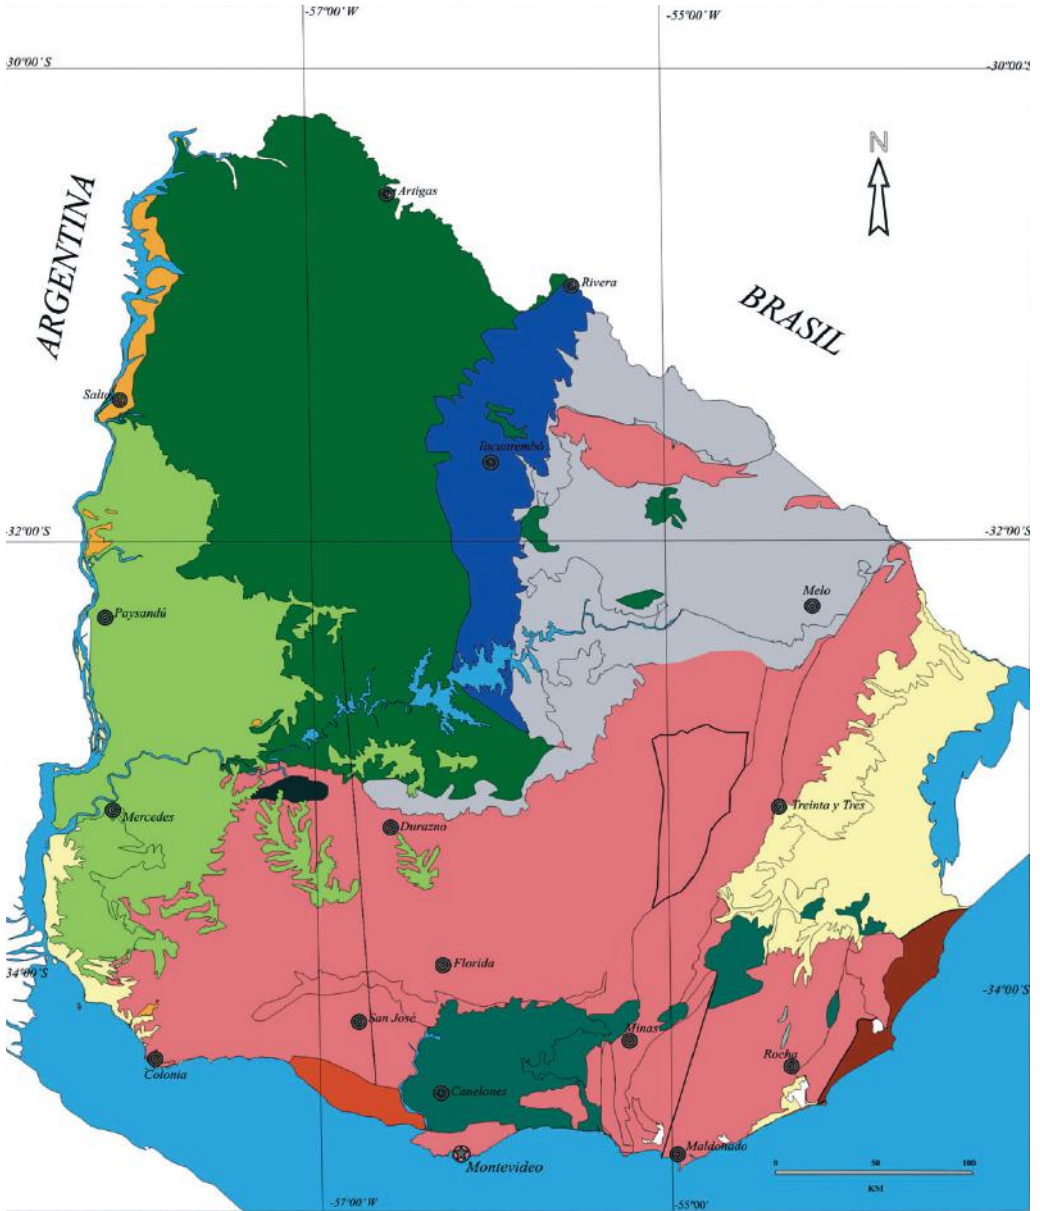 -57°00'W
-55°00'W
30°00'S
-30°00'S
N
ARGENTINA
Artigas
BRASIL
Rivera
Salto
Tacuarembó
32°00'S
-32°00'S
Melo
Paysandú
Mercedes
Treinta y Tres
Durazno
Florida
34°00'S
-34°00'S
San José
Minas
Rocha
Colonia
Canelones
Maldonado
Montevideo
0 50 100
KM
-57°00'W
-55°00'